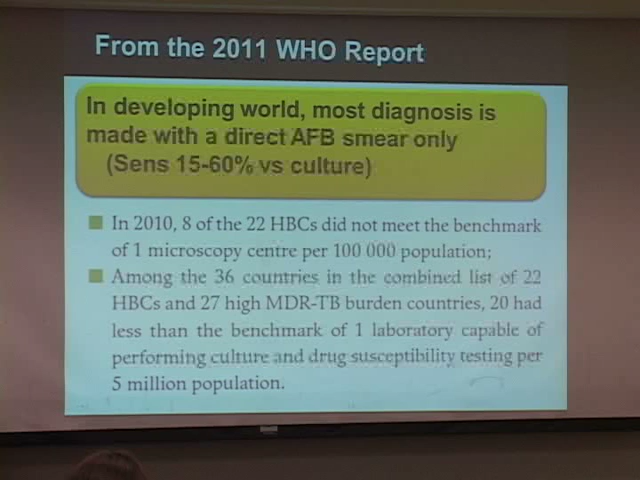 From the 2011 WHO Report
In developing world, most diagnosis is
made with a direct AFB smear only
(Sens 15-60% vs culture)
In 2010, 8 of the 22 HBCs did not meet the benchmark
of 1 microscopy centre per 100 000 population;
Among the 36 countries in the combined list of 22
HBCs and 27 high MDR-TB burden countries, 20 had
less than the benchmark of 1 laboratory capable of
performing culture and drug susceptibility testing per
5 million population.